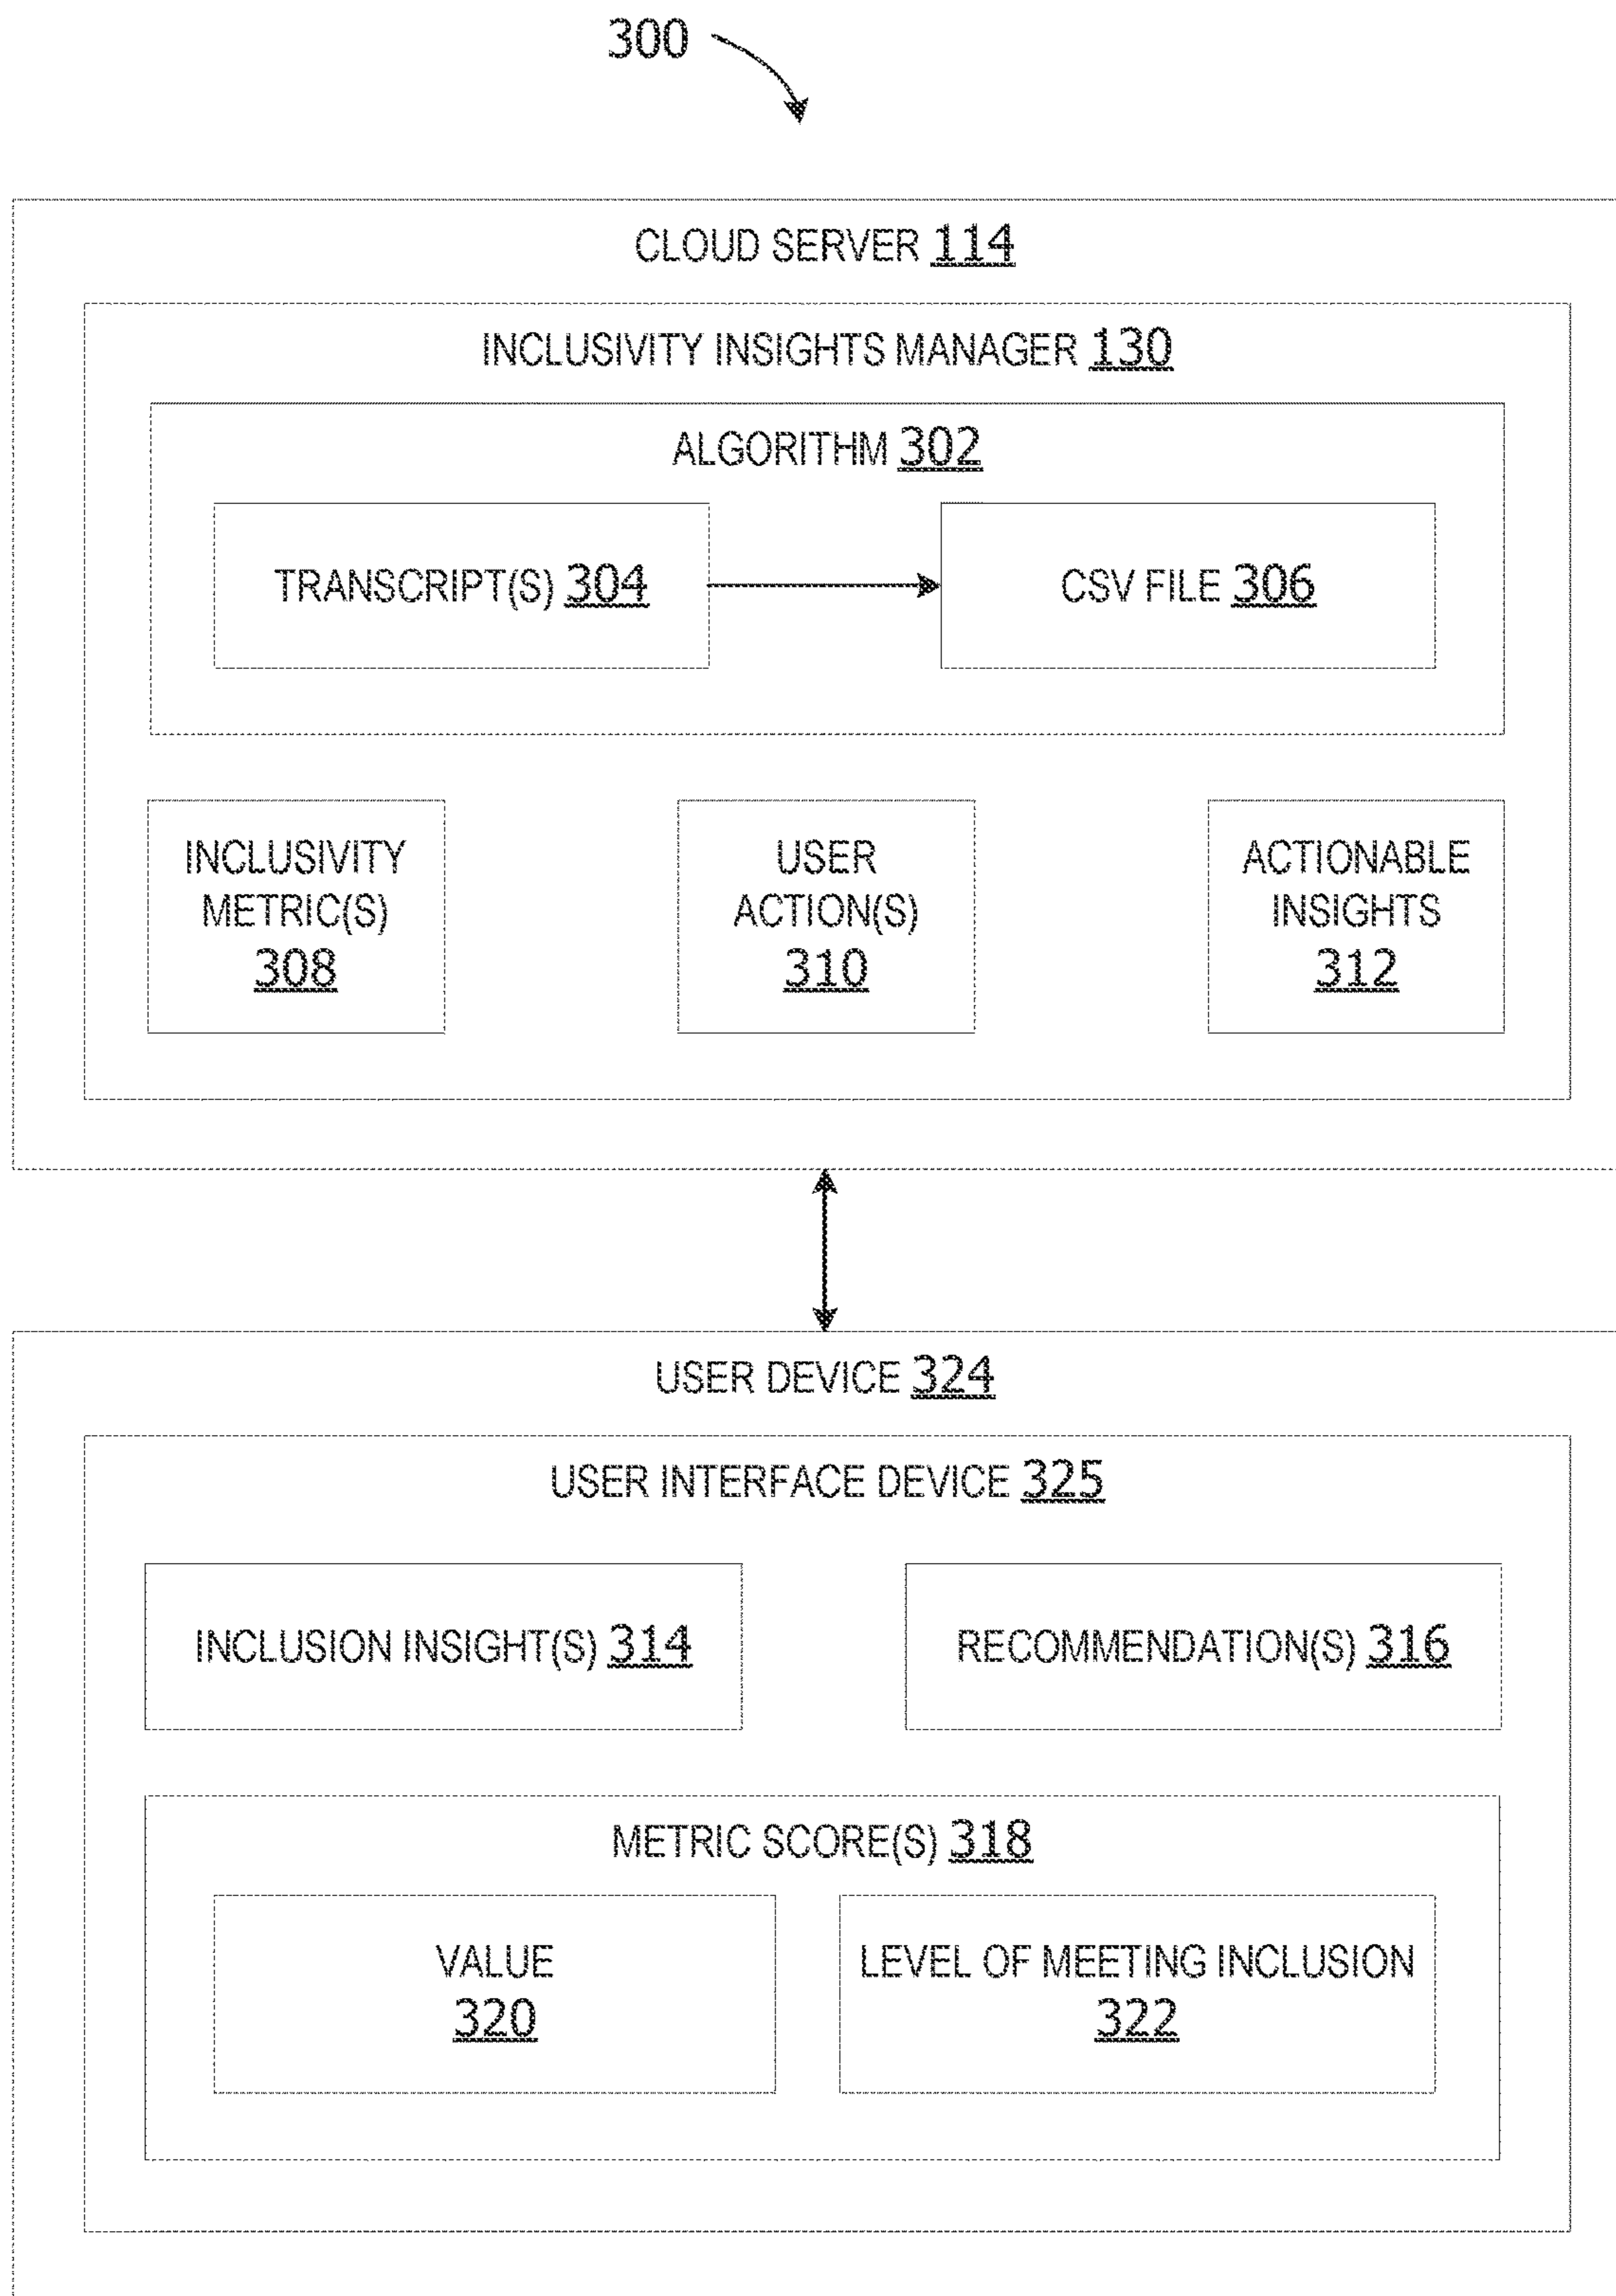 300
CLOUD SERVER 114
INCLUSIVITY INSIGHTS MANAGER 130
ALGORITHM 302
TRANSCRIPT(S) 304
CSV FILE 306
INCLUSIVITY
METRIC(S)
308
USER
ACTION(S)
310
ACTIONABLE
INSIGHTS
312
USER DEVICE 324
USER INTERFACE DEVICE 325
INCLUSION INSIGHT(S) 314
RECOMMENDATION(S) 316
METRIC SCORE(S) 318
VALUE
320
LEVEL OF MEETING INCLUSION
322